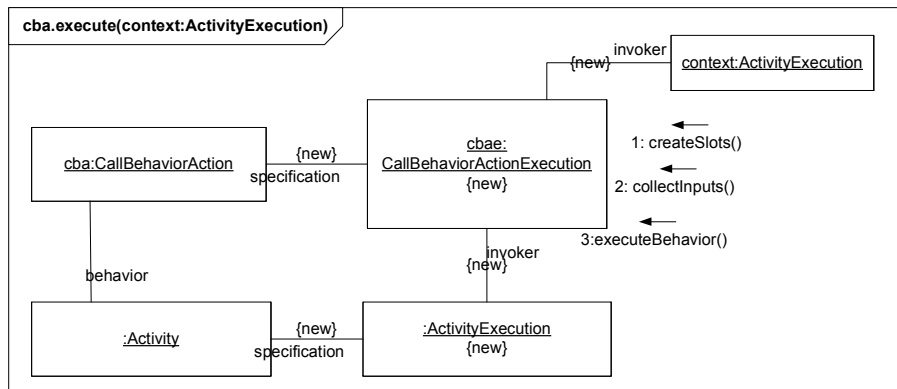 cba.execute(context:ActivityExecution)
invoker
{new}
context:ActivityExecution
cbae:
CallBehaviorActionExecution
{new}
1: createSlots()
2: collectInputs()
3:executeBehavior()
cba:CallBehaviorAction
{new}
specification
invoker
{new}
behavior
:Activity
{new}
specification
:ActivityExecution
{new}